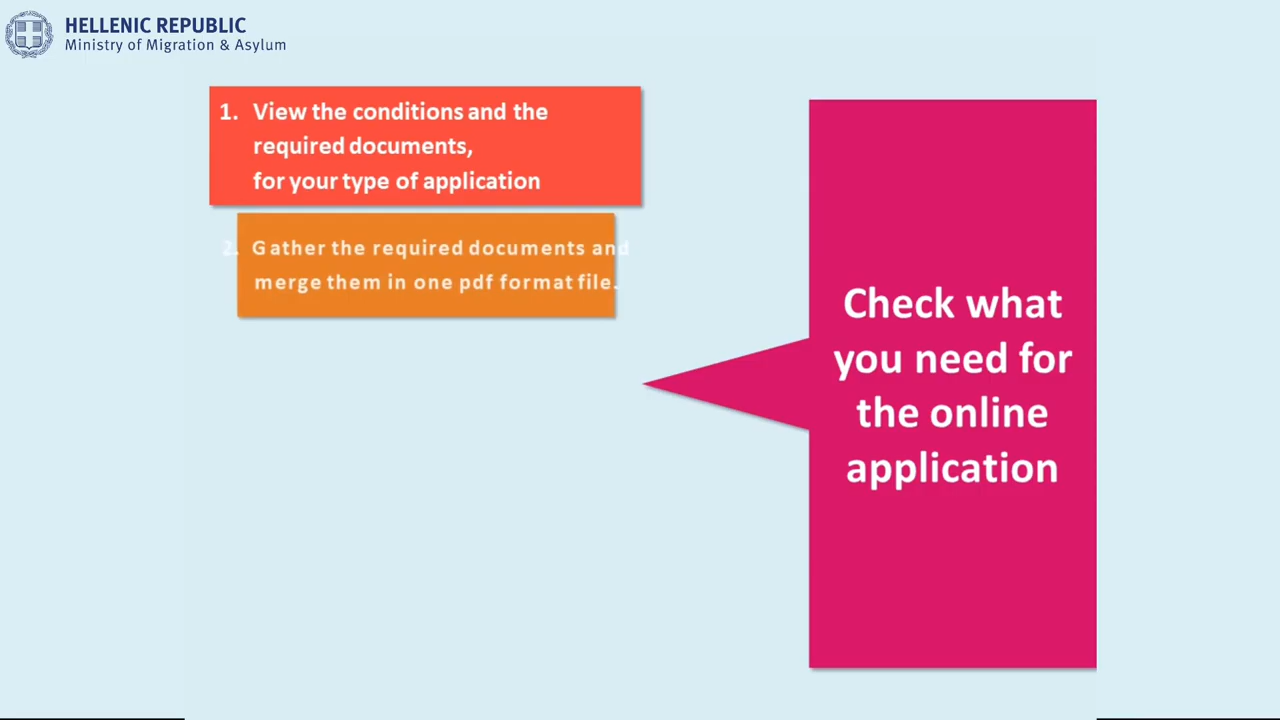 HELLENIC REPUBLIC
Ministry of Migration & Asylum
1. View the conditions and the
required documents,
for your type of application
2. Gather the required documents and
merge them in one pdf format file.
Check what
you need for
the online
application